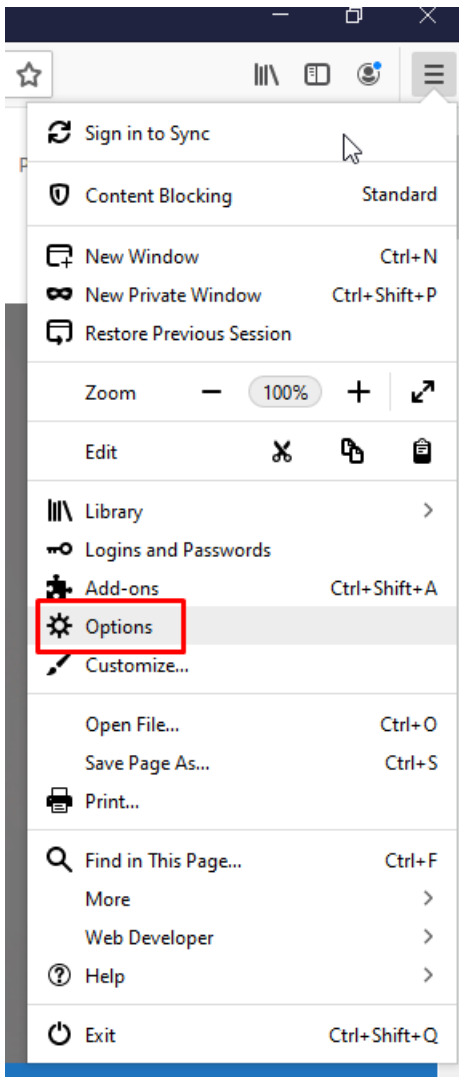 P
Sign in to Sync
Content Blocking Standard
New Window Ctrl+N
New Private Window Ctrl+Shift+P
Restore Previous Session
Zoom 100%
Edit
Library
Logins and Passwords
Add-ons Ctrl+Shift+A
Options
Customize...
Open File... Ctrl+O
Save Page As... Ctrl+S
Print...
Find in This Page... Ctrl+F
More
Web Developer
Help
Exit Ctrl+Shift+Q